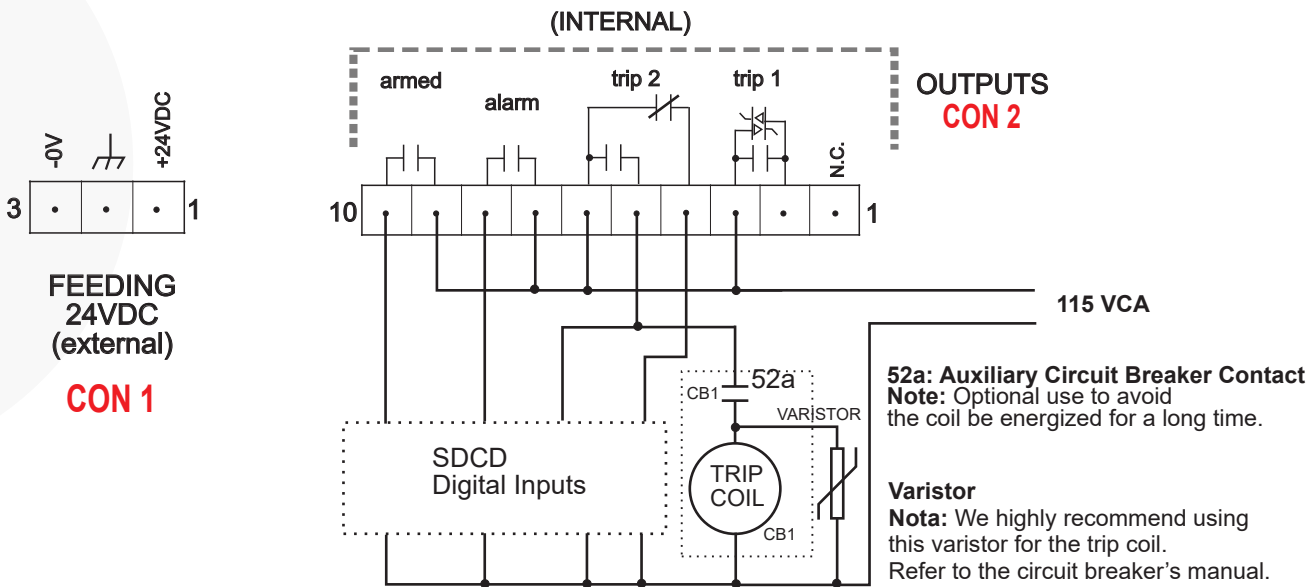 (INTERNAL)
armed
alarm
trip 2
trip 1
N.C.
OUTPUTS
CON 2
-0V
+24VDC
3
1
10
1
FEEDING
24VDC
(external)
CON 1
115 VCA
SDCD
Digital Inputs
CB1
52a
VARISTOR
TRIP
COIL
CB1
52a: Auxiliary Circuit Breaker Contact
Note: Optional use to avoid
the coil be energized for a long time.
Varistor
Nota: We highly recommend using
this varistor for the trip coil.
Refer to the circuit breaker's manual.